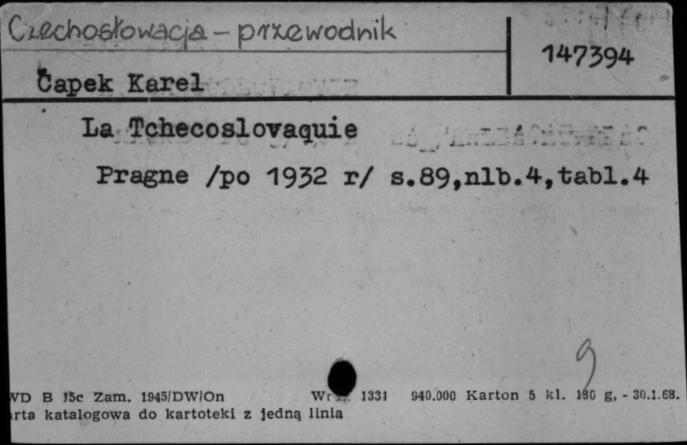 Czechosłowacja – przewodnik
147394
Čapek Karel
La Tchecoslovaquie
Pragne /po 1932 r/ s.89,nlb.4,tabl.4
9
WD B 15c Zam. 1945/DW/On 1331 940.000 Karton 5 kl. 180 g, - 30.1.68.
rta katalogowa do kartoteki z jedną linia